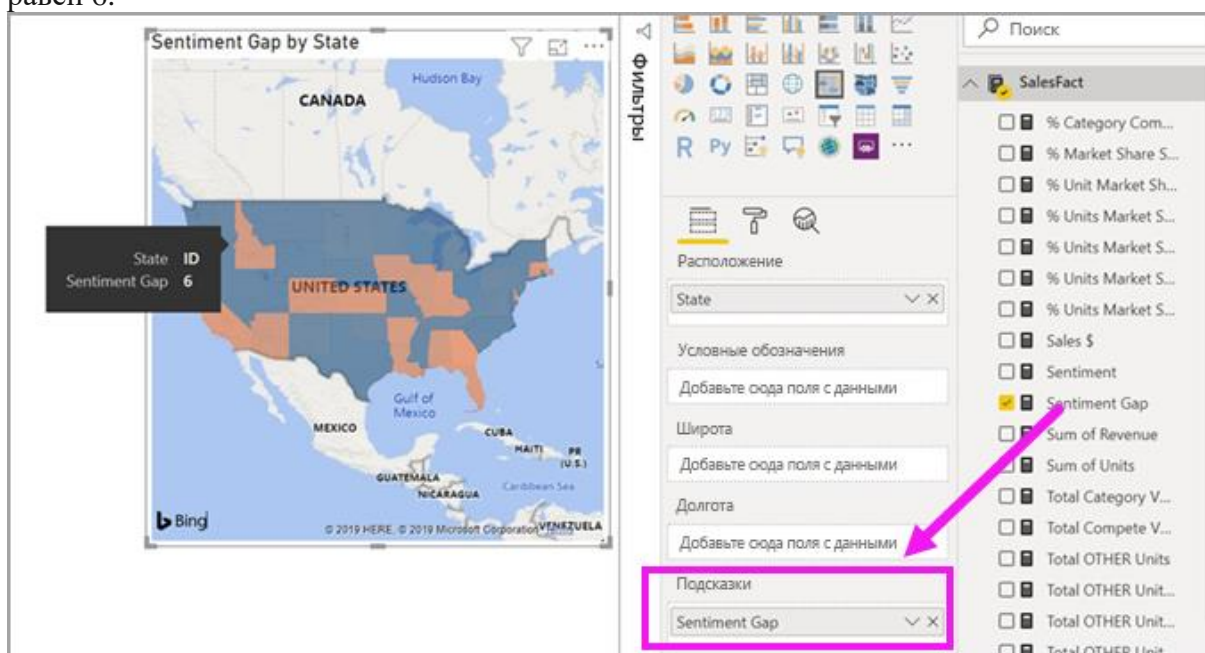 равен 6.
Sentiment Gap by State
Hudson Bay
CANADA
UNITED STATES
State ID
Sentiment Gap 6
Gulf of
Mexico
MEXICO
CUBA
HAITI
PR
(U.S.)
GUATEMALA
NICARAGUA
Caribbean Sea
VENEZUELA
Bing
© 2019 HERE, © 2019 Microsoft Corporation
Фильтры
R Py
Расположение
State
Условные обозначения
Добавьте сюда поля с данными
Широта
Добавьте сюда поля с данными
Долгота
Добавьте сюда поля с данными
Подсказки
Sentiment Gap
Поиск
SalesFact
% Category Com...
% Market Share S...
% Unit Market Sh...
% Units Market S...
% Units Market S...
% Units Market S...
% Units Market S...
Sales $
Sentiment
Sentiment Gap
Sum of Revenue
Sum of Units
Total Category V...
Total Compete V...
Total OTHER Units
Total OTHER Unit...
Total OTHER Unit...
Total OTHER Unit